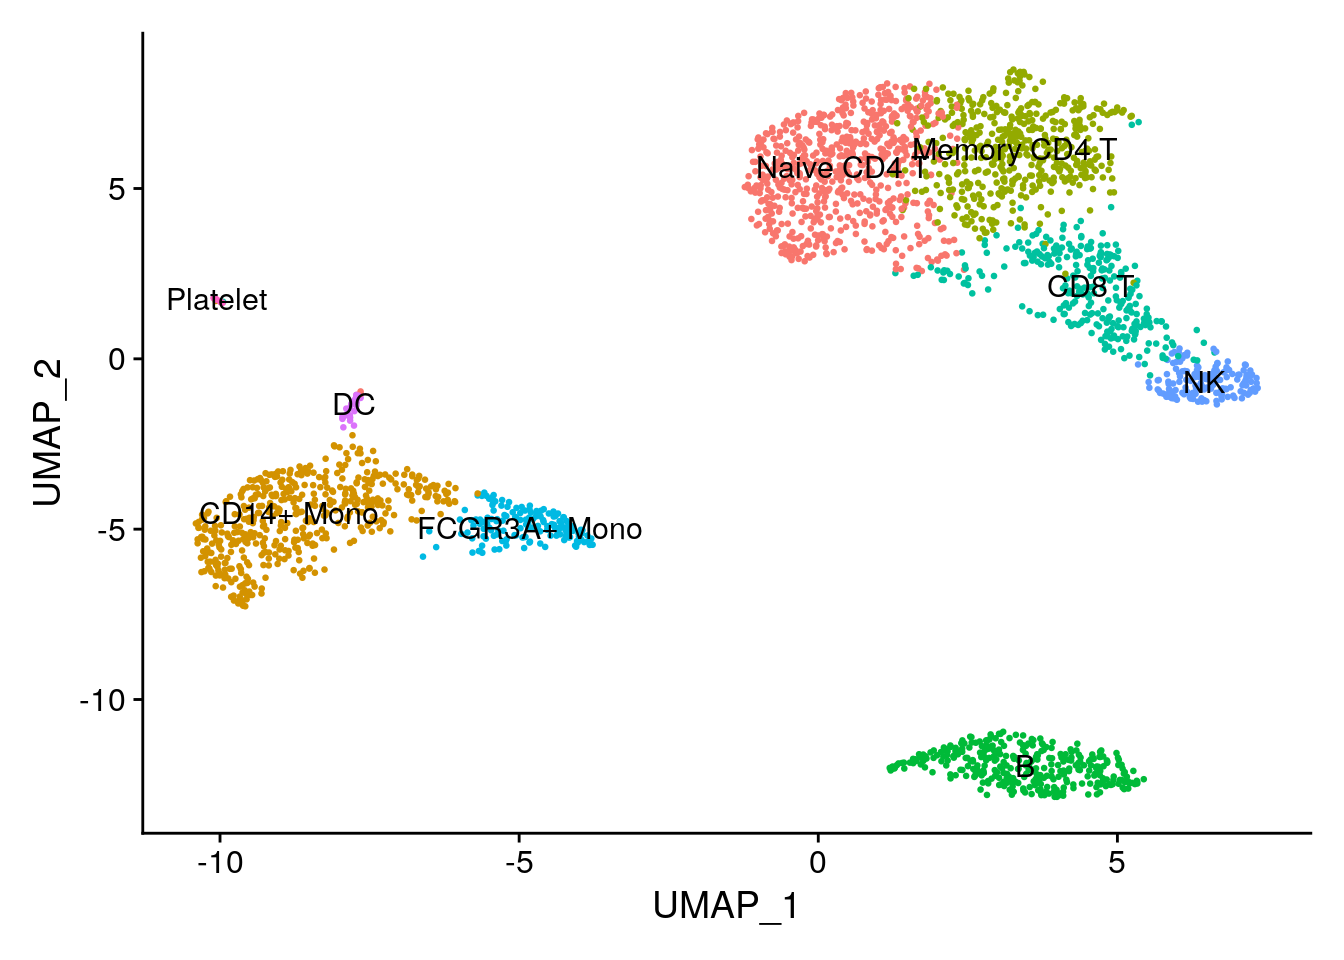 Memory CD4 T
Naive CD4 T
5
CD8 T
Platelet
0
NK
DC
CD14+ Mono
FCGR3A+ Mono
-5
-10
B
UMAP_2
-10
-5
0
5
UMAP_1